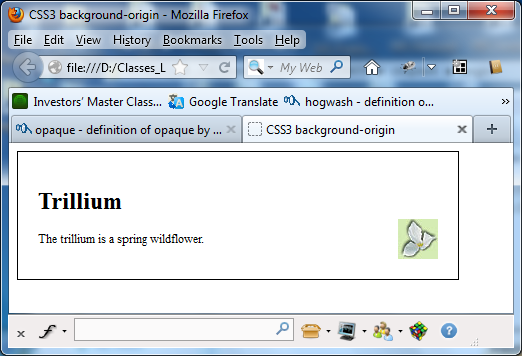 CSS3 background-origin - Mozilla Firefox
File Edit View History Bookmarks Tools Help
file:///D:/Classes_L My Web
Investors' Master Class... Google Translate hogwash - definition o... »
opaque - definition of opaque by ... CSS3 background-origin
Trillium
The trillium is a spring wildflower.